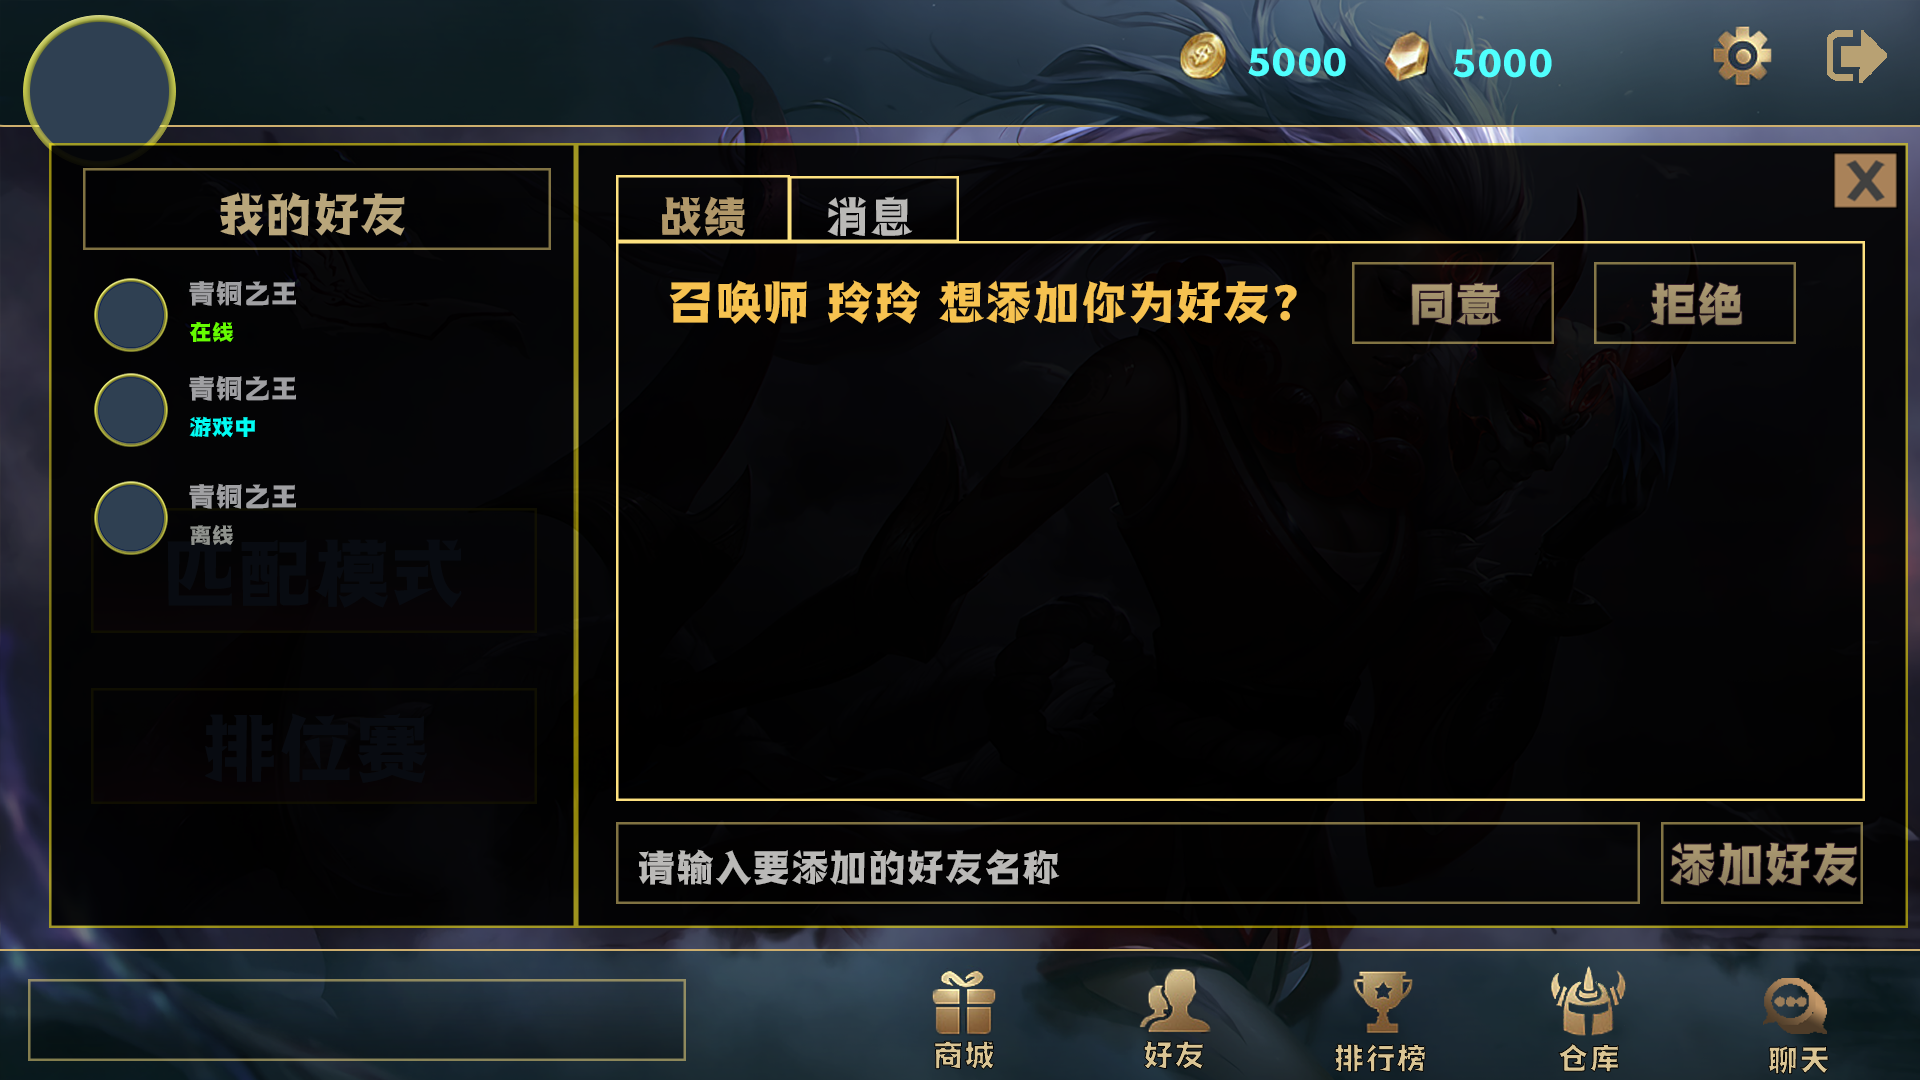 5000
5000
X
我的好友
战绩
消息
青铜之王
在线
青铜之王
游戏中
青铜之王
离线
召唤师 玲玲 想添加你为好友?
同意
拒绝
匹配模式
排位赛
请输入要添加的好友名称
添加好友
商城
好友
排行榜
仓库
聊天